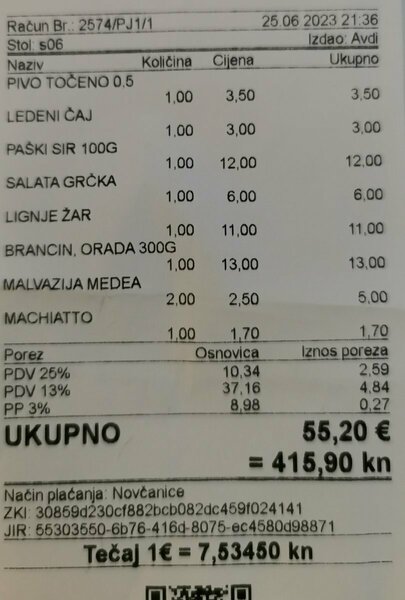 Račun Br.: 2574/PJ1/1 25.06 2023 21:36
Stol: s06 Izdao: Avdi
Naziv Količina Cijena Ukupno
PIVO TOČENO 0,5
1,00 3,50 3,50
LEDENI ČAJ
1,00 3,00 3,00
PAŠKI SIR 100G
1,00 12,00 12,00
SALATA GRČKA
1,00 6,00 6,00
LIGNJE ŽAR
1,00 11,00 11,00
BRANCIN, ORADA 300G
1,00 13,00 13,00
MALVAZIJA MEDEA
2,00 2,50 5,00
MACHIATTO
1,00 1,70 1,70
Porez Osnovica Iznos poreza
PDV 25% 10,34 2,59
PDV 13% 37,16 4,84
PP 3% 8,98 0,27
UKUPNO 55,20 €
= 415,90 kn
Način plaćanja: Novčanice
ZKI: 30859d230cf882bcb082dc459f024141
JIR: 55303550-6b76-416d-8075-ec4580d98871
Tečaj 1€ = 7,53450 kn